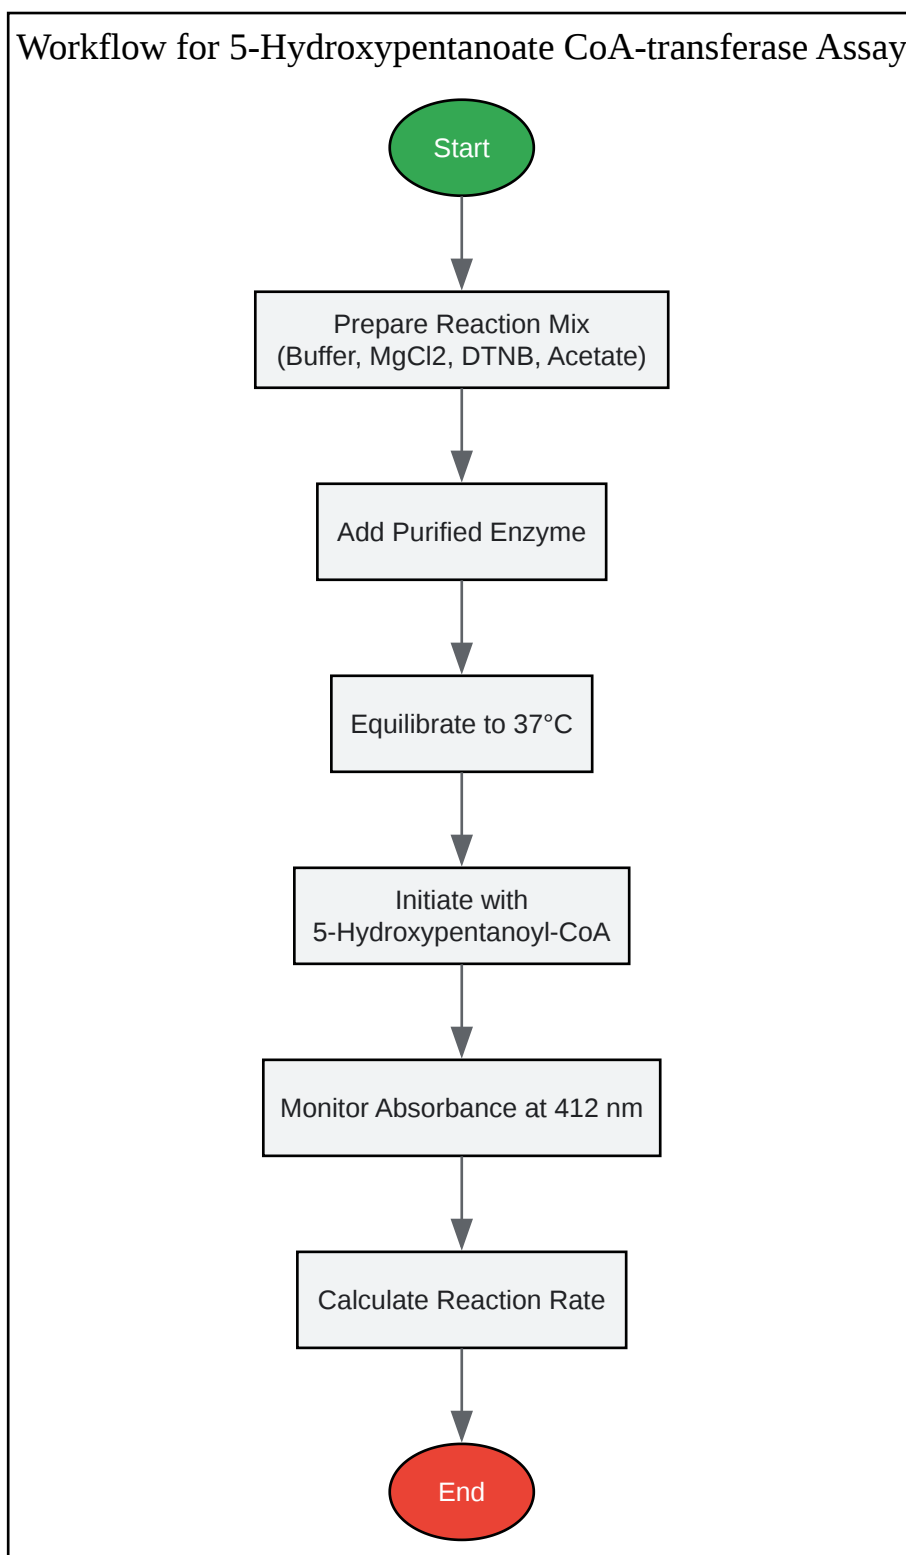 Workflow for 5-Hydroxypentanoate CoA-transferase Assay
Start
Prepare Reaction Mix
(Buffer, MgCl2, DTNB, Acetate)
Add Purified Enzyme
Equilibrate to 37°C
Initiate with
5-Hydroxypentanoyl-CoA
Monitor Absorbance at 412 nm
Calculate Reaction Rate
End